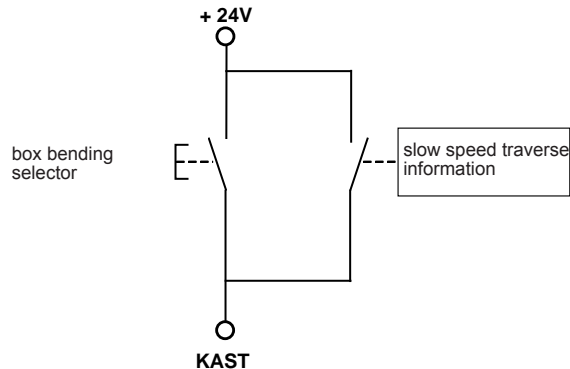 + 24V
box bending
selector
slow speed traverse
information
KAST